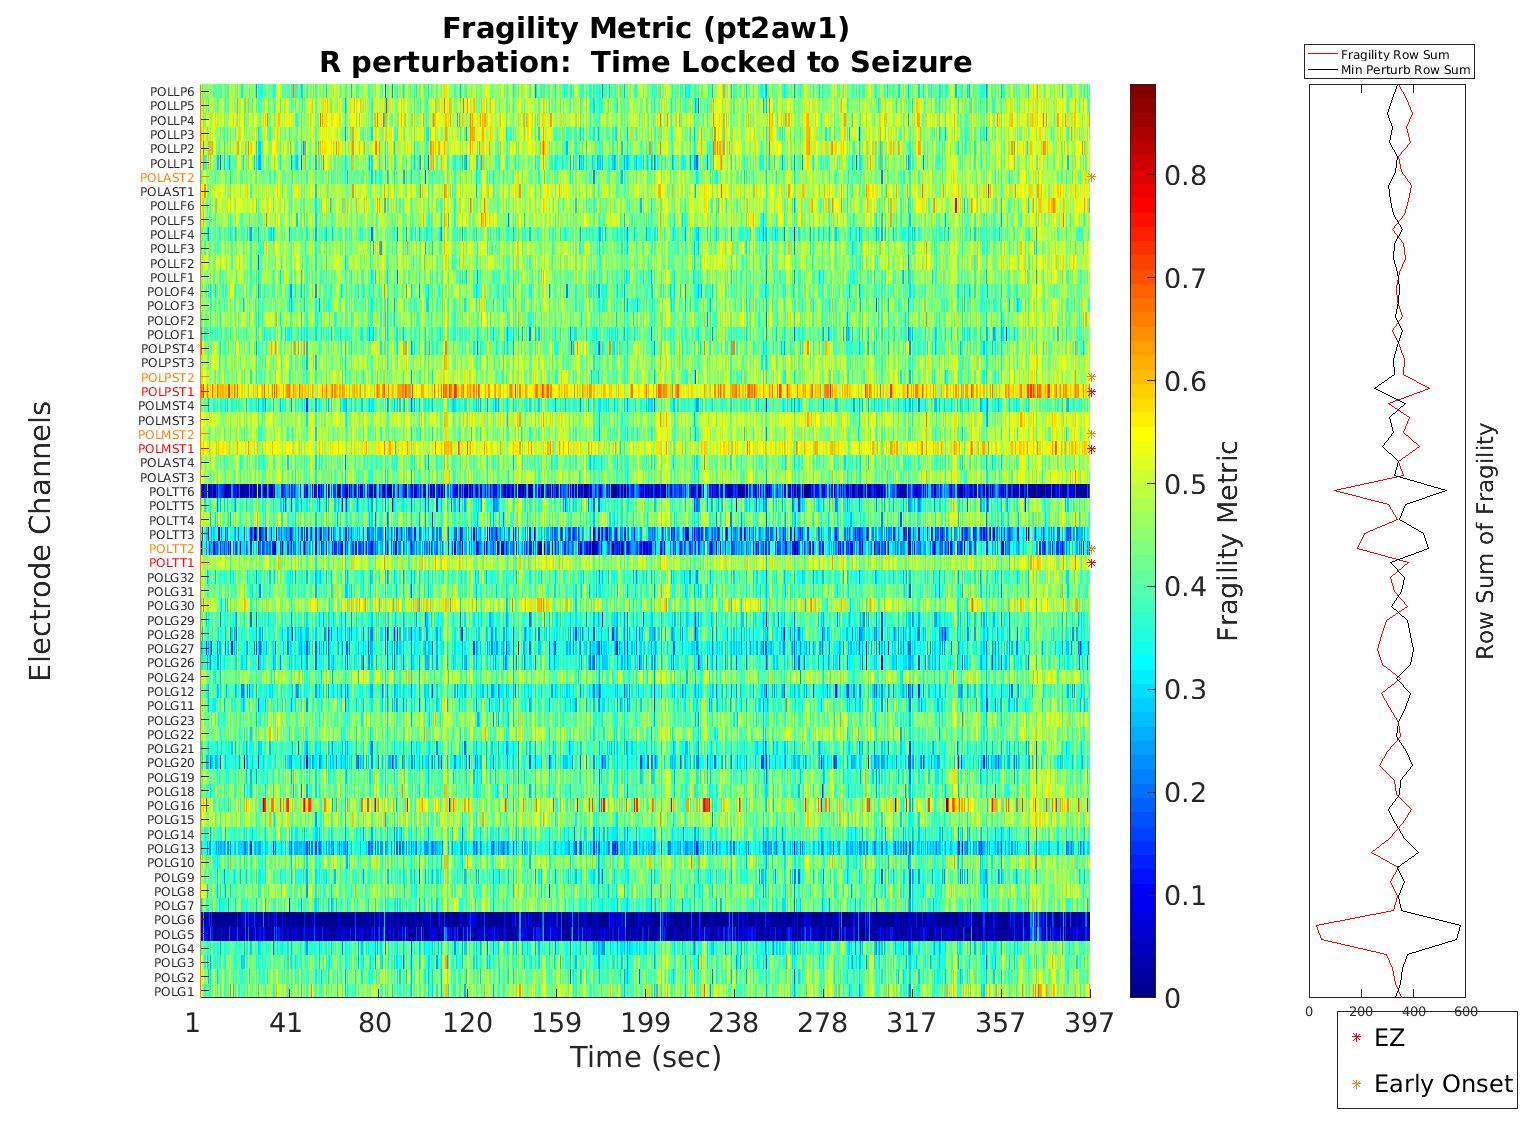 Fragility Metric (pt2aw1)
R perturbation:  Time Locked to Seizure
Electrode Channels
POLLP6
POLLP5
POLLP4
POLLP3
POLLP2
POLLP1
POLAST2
POLAST1
POLLF6
POLLF5
POLLF4
POLLF3
POLLF2
POLLF1
POLOF4
POLOF3
POLOF2
POLOF1
POLPST4
POLPST3
POLPST2
POLPST1
POLMST4
POLMST3
POLMST2
POLMST1
POLAST4
POLAST3
POLTT6
POLTT5
POLTT4
POLTT3
POLTT2
POLTT1
POLG32
POLG31
POLG30
POLG29
POLG28
POLG27
POLG26
POLG24
POLG12
POLG11
POLG23
POLG22
POLG21
POLG20
POLG19
POLG18
POLG16
POLG15
POLG14
POLG13
POLG10
POLG9
POLG8
POLG7
POLG6
POLG5
POLG4
POLG3
POLG2
POLG1
1 41 80 120 159 199 238 278 317 357 397
Time (sec)
0.8
0.7
0.6
0.5
0.4
0.3
0.2
0.1
0
Fragility Metric
Fragility Row Sum
Min Perturb Row Sum
0 200 400 600
Row Sum of Fragility
EZ
Early Onset